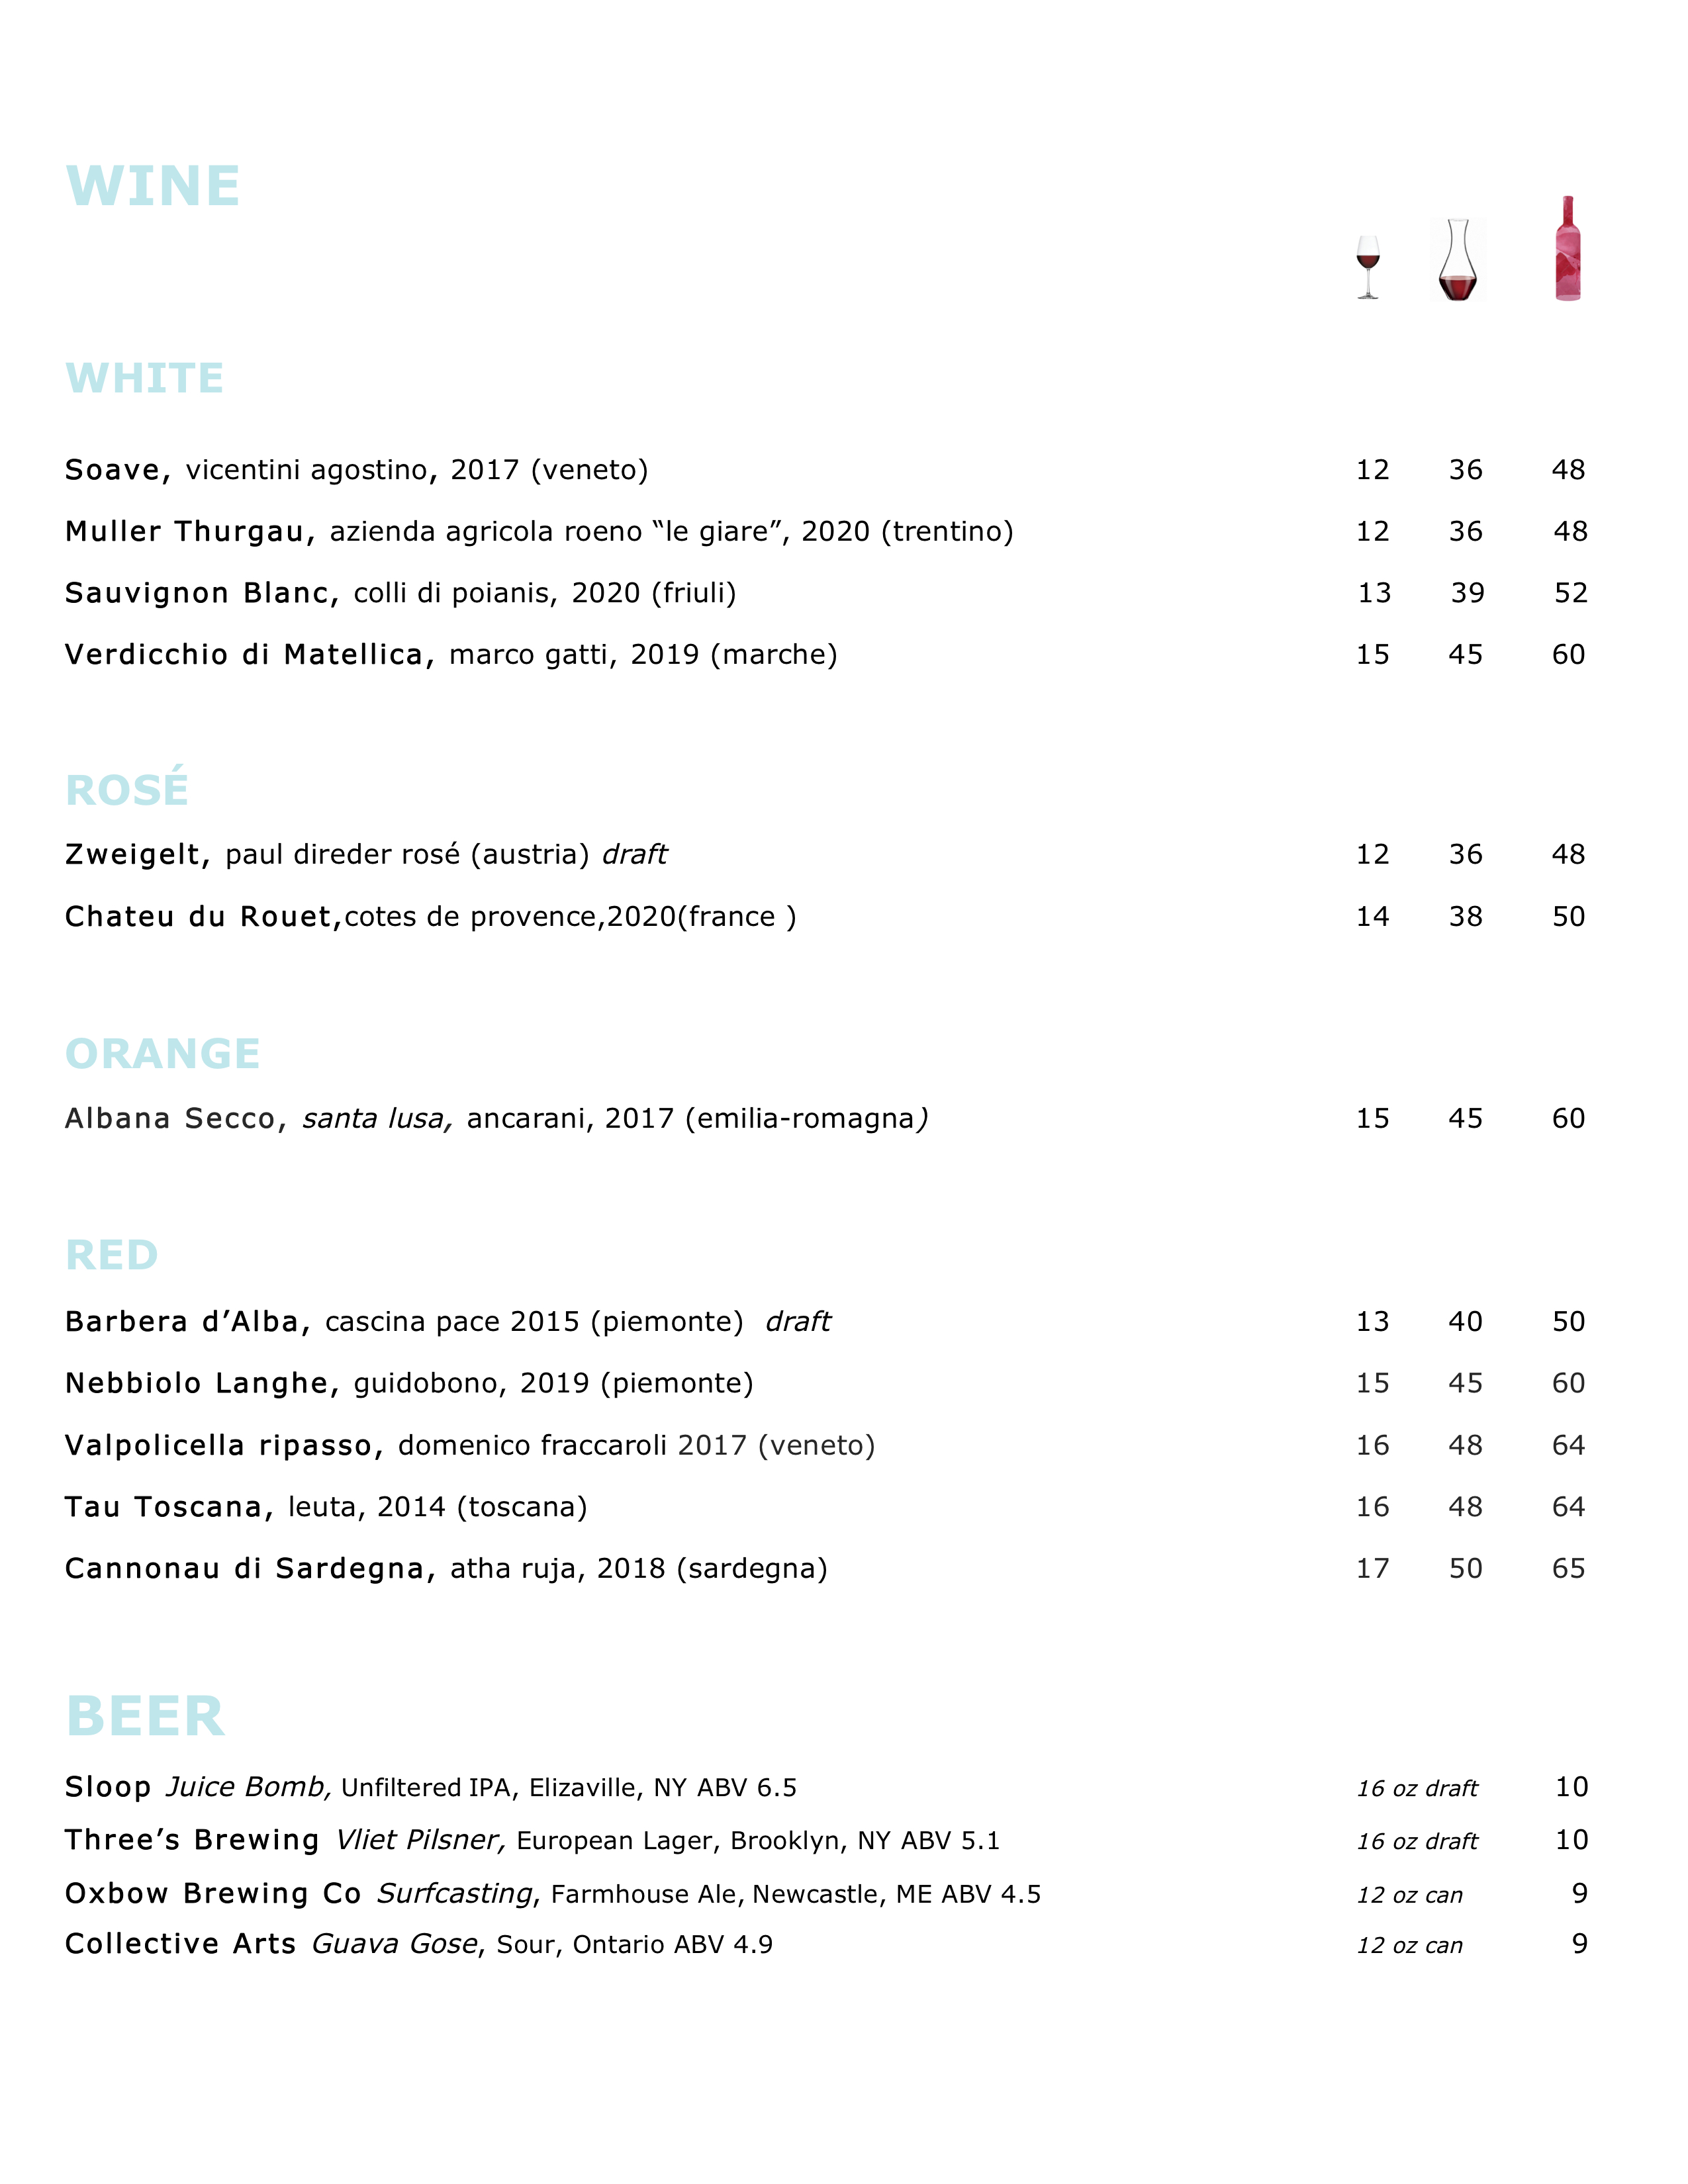 WINE
WHITE
Soave, vicentini agostino, 2017 (veneto) 12 36 48
Muller Thurgau, azienda agricola roeno “le giare”, 2020 (trentino) 12 36 48
Sauvignon Blanc, colli di poianis, 2020 (friuli) 13 39 52
Verdicchio di Matellica, marco gatti, 2019 (marche) 15 45 60
ROSÉ
Zweigelt, paul direder rosé (austria) draft 12 36 48
Chateu du Rouet,cotes de provence,2020(france ) 14 38 50
ORANGE
Albana Secco, santa lusa, ancarani, 2017 (emilia-romagna) 15 45 60
RED
Barbera d’Alba, cascina pace 2015 (piemonte) draft 13 40 50
Nebbiolo Langhe, guidobono, 2019 (piemonte) 15 45 60
Valpolicella ripasso, domenico fraccaroli 2017 (veneto) 16 48 64
Tau Toscana, leuta, 2014 (toscana) 16 48 64
Cannonau di Sardegna, atha ruja, 2018 (sardegna) 17 50 65
BEER
Sloop Juice Bomb, Unfiltered IPA, Elizaville, NY ABV 6.5 16 oz draft 10
Three’s Brewing Vliet Pilsner, European Lager, Brooklyn, NY ABV 5.1 16 oz draft 10
Oxbow Brewing Co Surfcasting, Farmhouse Ale, Newcastle, ME ABV 4.5 12 oz can 9
Collective Arts Guava Gose, Sour, Ontario ABV 4.9 12 oz can 9